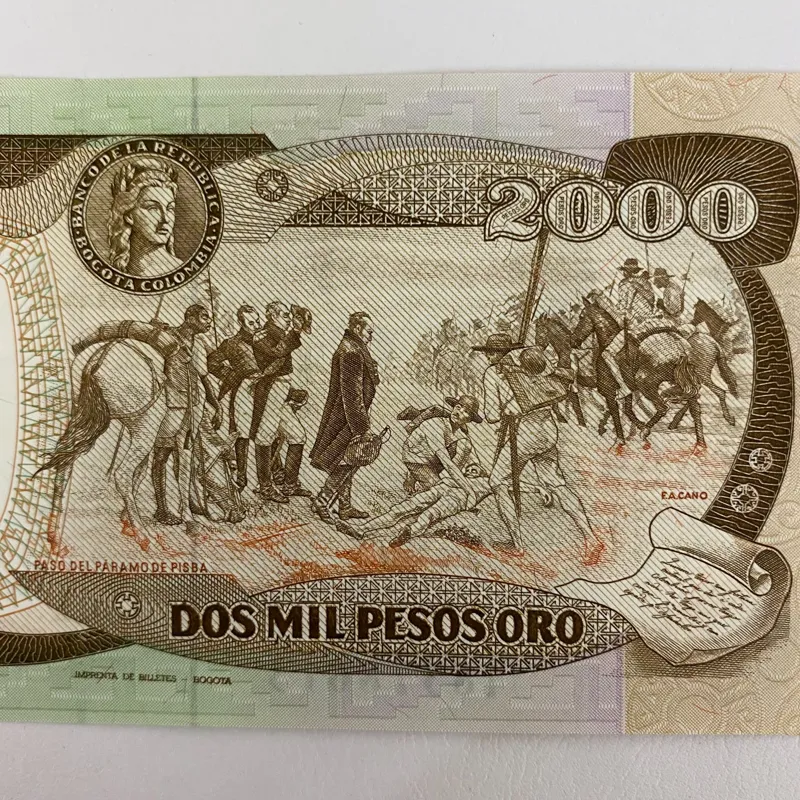 BANCO DE LA REPUBLICA
BOGOTA COLOMBIA
2000
F.A. CANO
PASO DEL PARAMO DE PISBA
DOS MIL PESOS ORO
IMPRENTA DE BILLETES - BOGOTA